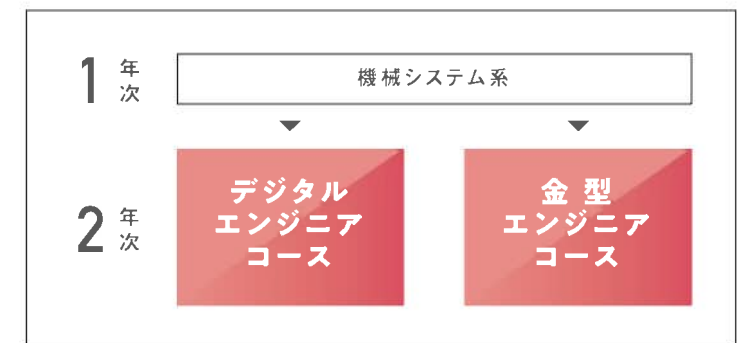 1年次
機械システム系
2年次
デジタル
エンジニア
コース
金型
エンジニア
コース